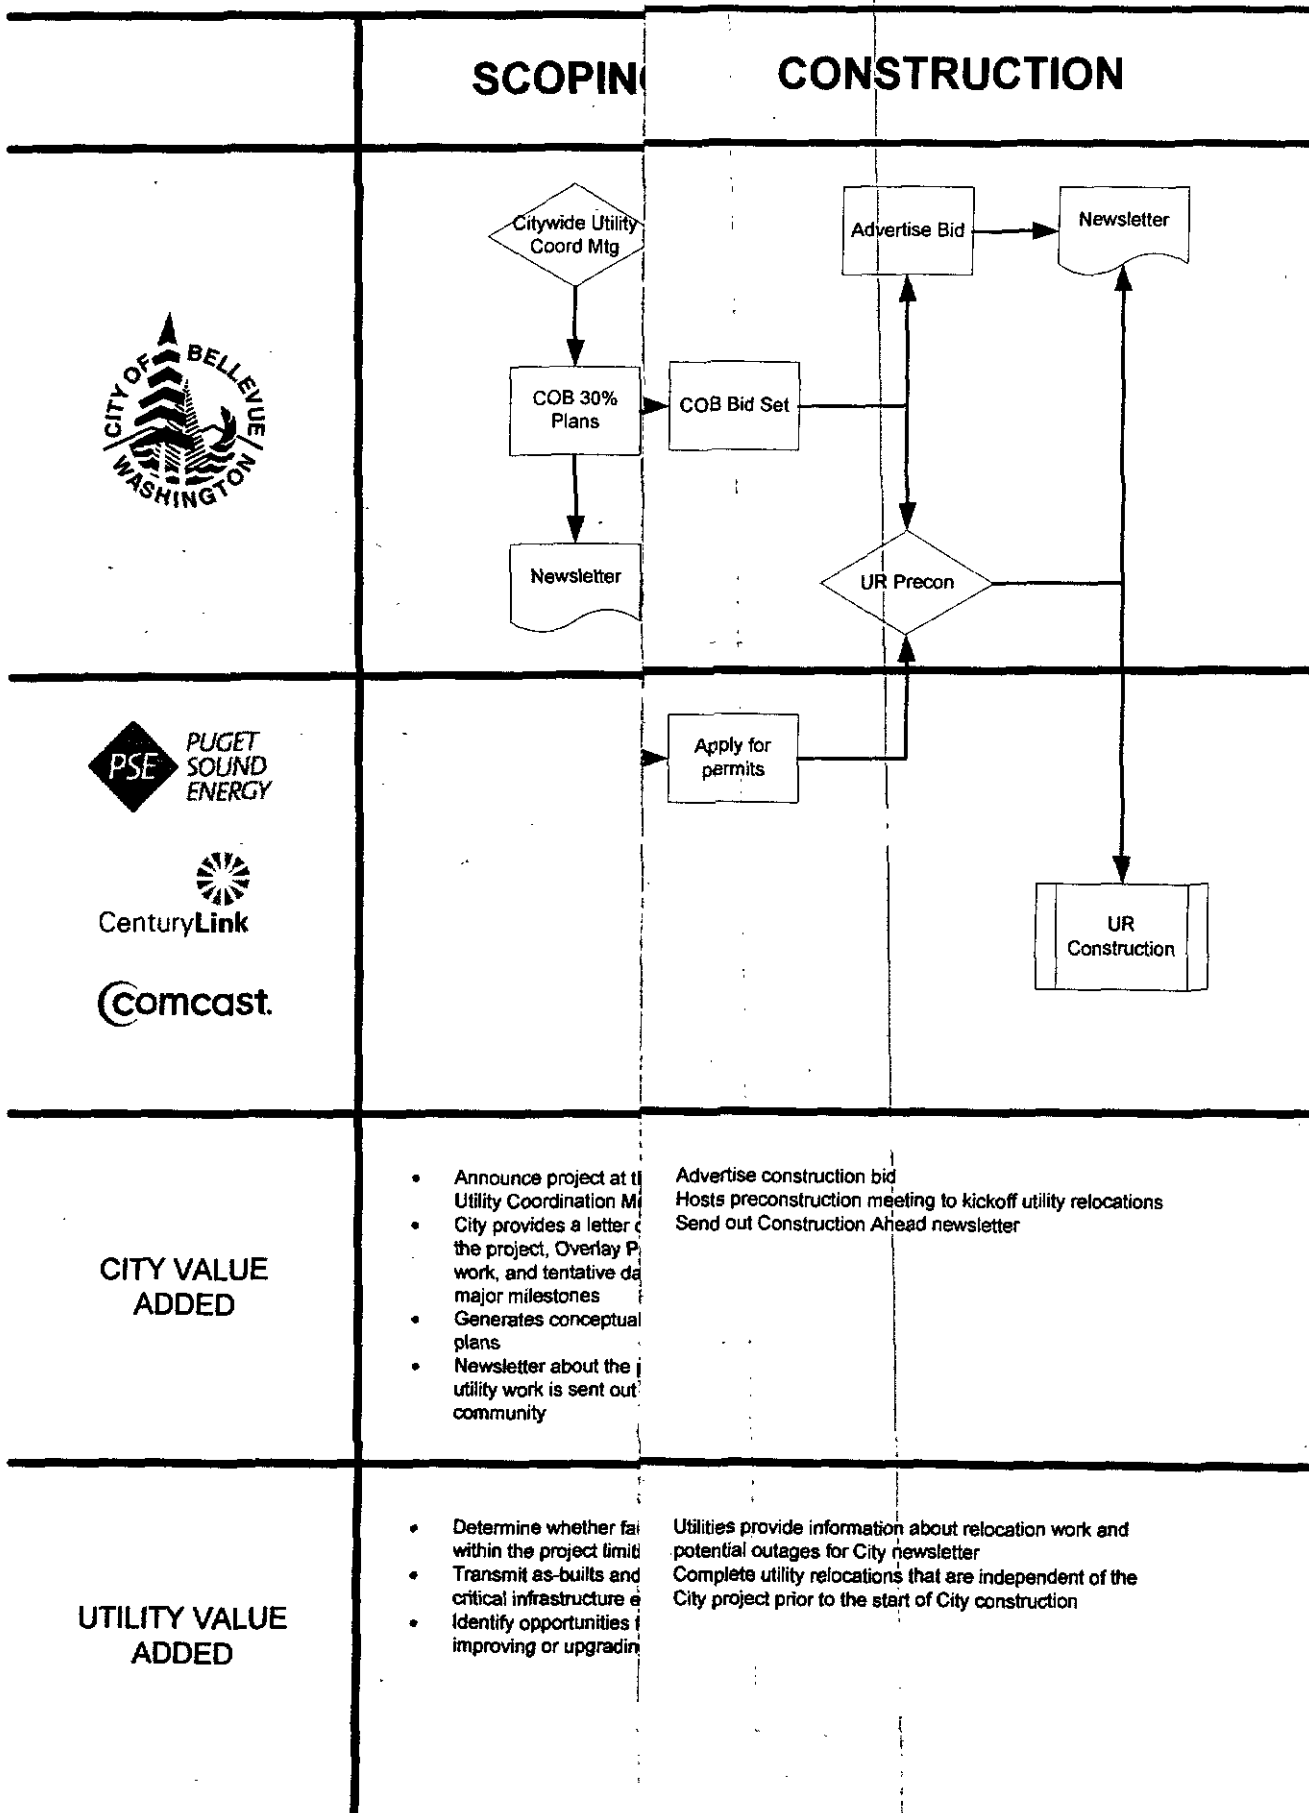 SCOPIN
CONSTRUCTION
Citywide Utility
Coord Mtg
Advertise Bid
Newsletter
COB 30%
Plans
COB Bid Set
Newsletter
UR Precon
CITY OF BELLEVUE
WASHINGTON
PSE
PUGET
SOUND
ENERGY
Apply for
permits
CenturyLink
UR
Construction
comcast.
CITY VALUE
ADDED
• Announce project at
Utility Coordination
• City provides a letter
the project, Overlay
work, and tentative
major milestones
• Generates conceptual
plans
• Newsletter about the
utility work is sent out
community
Advertise construction bid
Hosts preconstruction meeting to kickoff utility relocations
Send out Construction Ahead newsletter
UTILITY VALUE
ADDED
• Determine whether
within the project
• Transmit as-builts and
critical infrastructure
• Identify opportunities
improving or upgradin
Utilities provide information about relocation work and
potential outages for City newsletter
Complete utility relocations that are independent of the
City project prior to the start of City construction